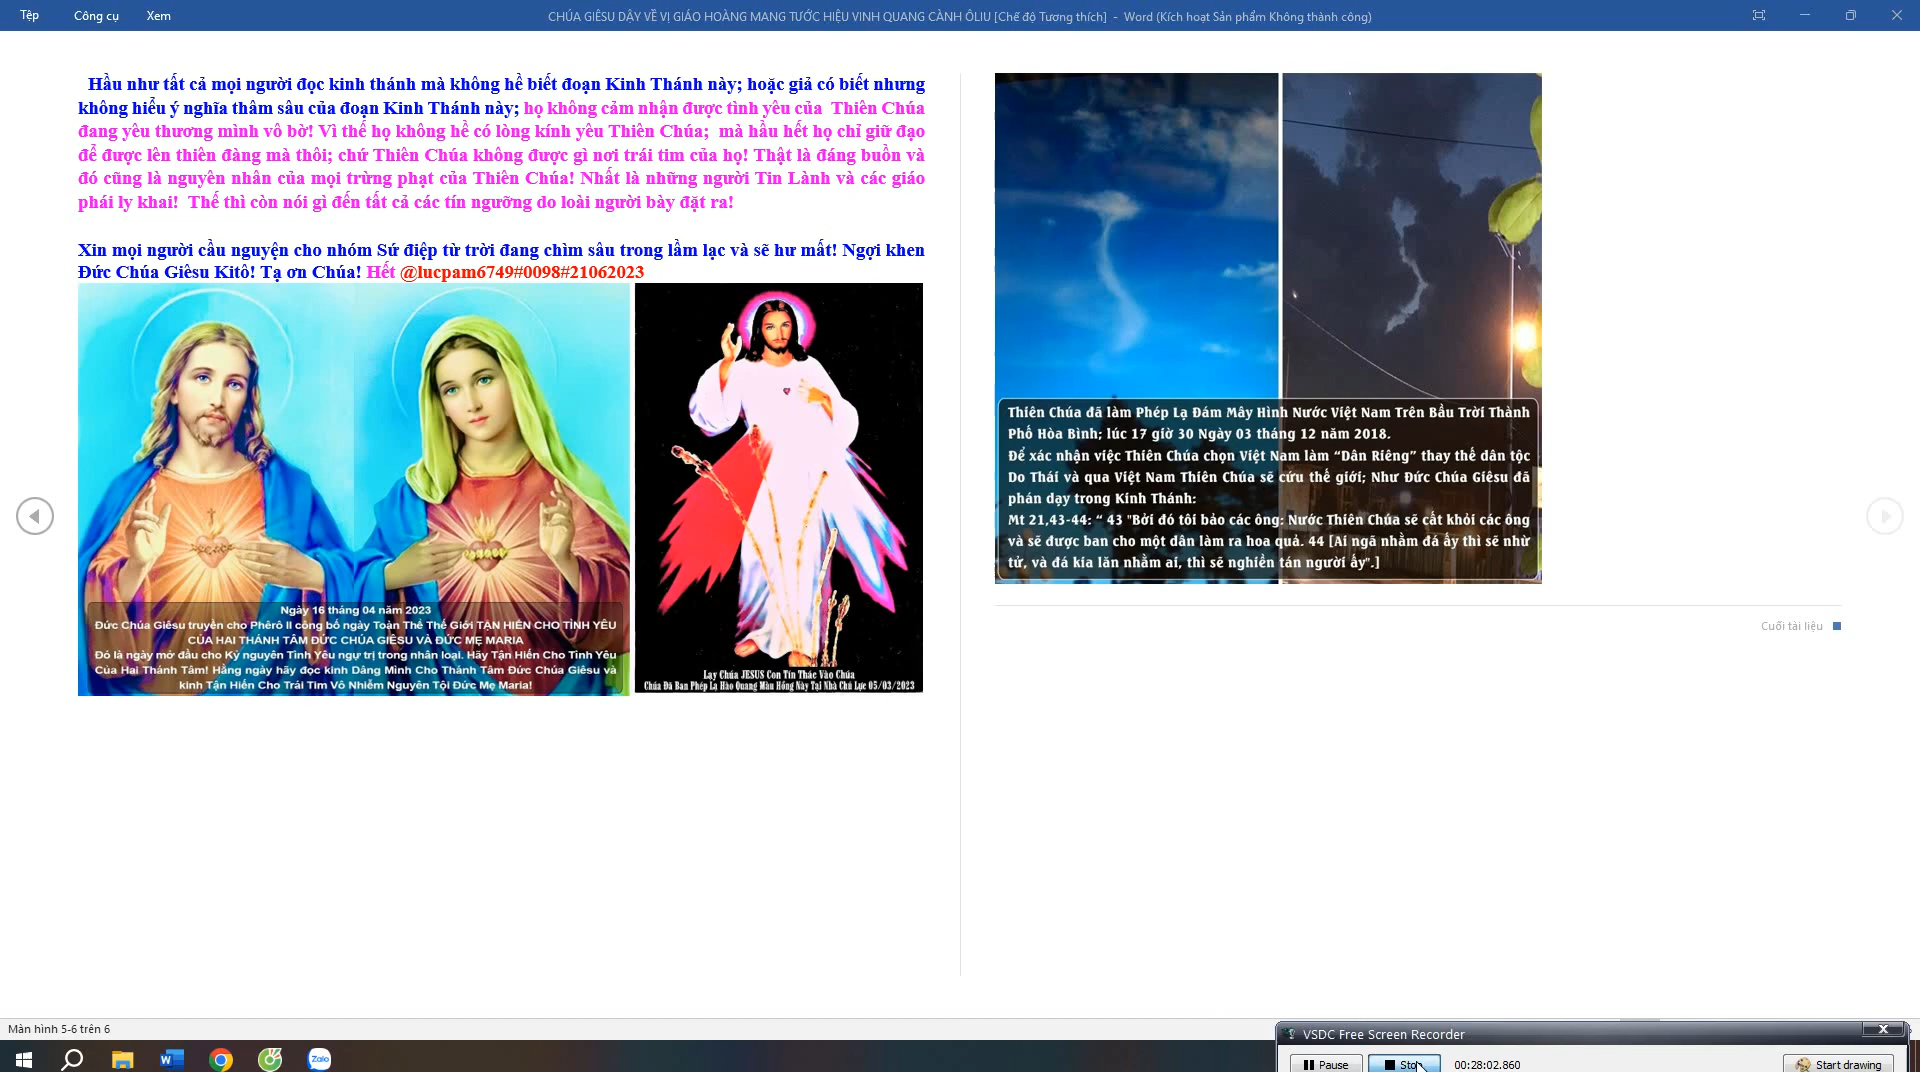 Tệp Công cụ Xem CHÚA GIÊSU DẬY VỀ VỊ GIÁO HOÀNG MANG TƯỚC HIỆU VINH QUANG CÀNH ÔLIU [Chế độ Tương thích] - Word (Kích hoạt Sản phẩm Không thành công)
Hầu như tất cả mọi người đọc kinh thánh mà không hề biết đoạn Kinh Thánh này; hoặc giả có biết nhưng
không hiểu ý nghĩa thâm sâu của đoạn Kinh Thánh này; họ không cảm nhận được tình yêu của Thiên Chúa
đang yêu thương mình vô bờ! Vì thế họ không hề có lòng kính yêu Thiên Chúa; mà hầu hết họ chỉ giữ đạo
để được lên thiên đàng mà thôi; chứ Thiên Chúa không được gì nơi trái tim của họ! Thật là đáng buồn và
đó cũng là nguyên nhân của mọi trừng phạt của Thiên Chúa! Nhất là những người Tin Lành và các giáo
phái ly khai! Thế thì còn nói gì đến tất cả các tín ngưỡng do loài người bày đặt ra!
Xin mọi người cầu nguyện cho nhóm Sứ điệp từ trời đang chìm sâu trong lầm lạc và sẽ hư mất! Ngợi khen
Đức Chúa Giêsu Kitô! Tạ ơn Chúa! Hết @lucpam6749#0098#21062023
Ngày 16 tháng 04 năm 2023
Đức Chúa Giêsu truyền cho Phêrô II công bố ngày Toàn Thể Thế Giới TẬN HIẾN CHO TÌNH YÊU
CỦA HAI THÁNH TÂM ĐỨC CHÚA GIÊSU VÀ ĐỨC MẸ MARIA
Đó là ngày mở đầu cho Kỷ nguyên Tình Yêu ngự trị trong nhân loại. Hãy Tận Hiến Cho Tình Yêu
Của Hai Thánh Tâm! Hằng ngày hãy đọc kinh Dâng Mình Cho Thánh Tâm Đức Chúa Giêsu và
kinh Tận Hiến Cho Trái Tim Vô Nhiễm Nguyên Tội Đức Mẹ Maria!
Lạy Chúa JESUS Con Tín Thác Vào Chúa
Chúa Đã Ban Phép Lạ Hào Quang Màu Hồng Này Tại Nhà Chú Lực 05/03/2023
Thiên Chúa đã làm Phép Lạ Đám Mây Hình Nước Việt Nam Trên Bầu Trời Thành
Phố Hòa Bình; lúc 17 giờ 30 Ngày 03 tháng 12 năm 2018.
Để xác nhận việc Thiên Chúa chọn Việt Nam làm “Dân Riêng” thay thế dân tộc
Do Thái và qua Việt Nam Thiên Chúa sẽ cứu thế giới; Như Đức Chúa Giêsu đã
phán dạy trong Kinh Thánh:
Mt 21,43-44: “ 43 "Bởi đó tôi bảo các ông: Nước Thiên Chúa sẽ cất khỏi các ông
và sẽ được ban cho một dân làm ra hoa quả. 44 [Ai ngã nhằm đá ấy thì sẽ nhừ
tử, và đá kia lăn nhằm ai, thì sẽ nghiền tán người ấy".]
Cuối tài liệu
Màn hình 5-6 trên 6
VSDC Free Screen Recorder
Pause Stop 00:28:02.860 Start drawing
Zalo